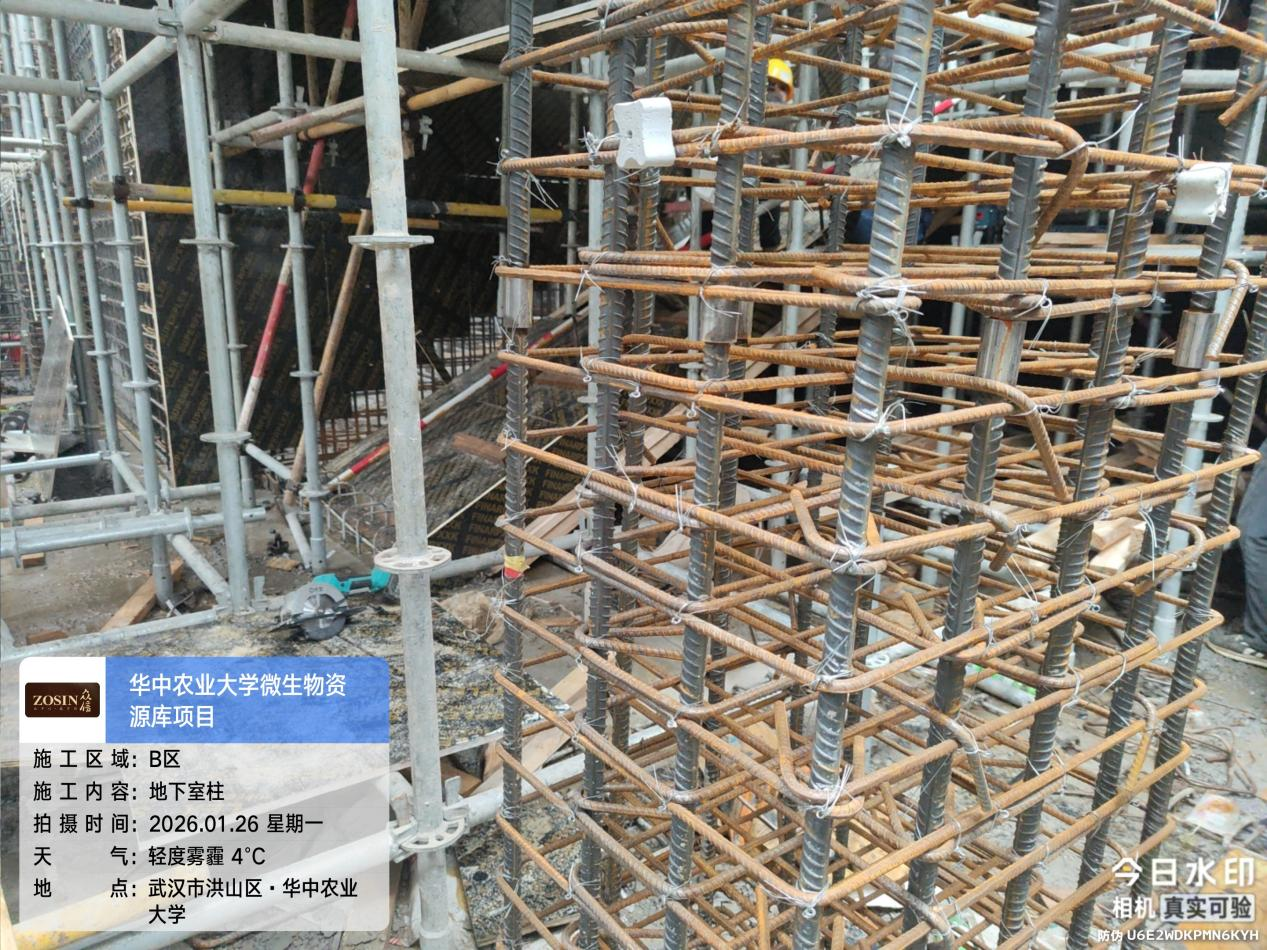 ZOSIN 众信
华中农业大学微生物资
源库项目
施工区域：B区
施工内容：地下室柱
拍摄时间：2026.01.26 星期一
天气：轻度雾霾 4℃
地点：武汉市洪山区·华中农业
大学
今日水印
相机 真实可验
防伪 U6E2WDKPMN6KYH